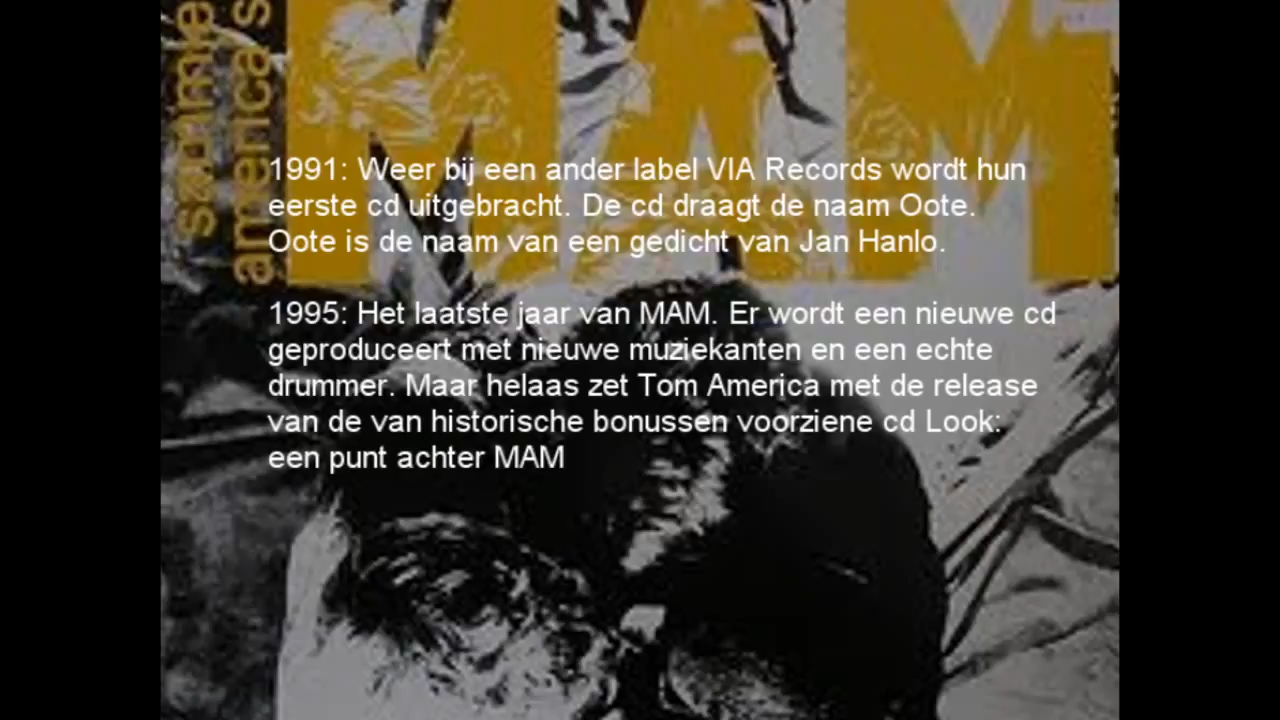 MAM
s prime
americas
1991: Weer bij een ander label VIA Records wordt hun
eerste cd uitgebracht. De cd draagt de naam Oote.
Oote is de naam van een gedicht van Jan Hanlo.
1995: Het laatste jaar van MAM. Er wordt een nieuwe cd
geproduceert met nieuwe muziekanten en een echte
drummer. Maar helaas zet Tom America met de release
van de van historische bonussen voorziene cd Look:
een punt achter MAM